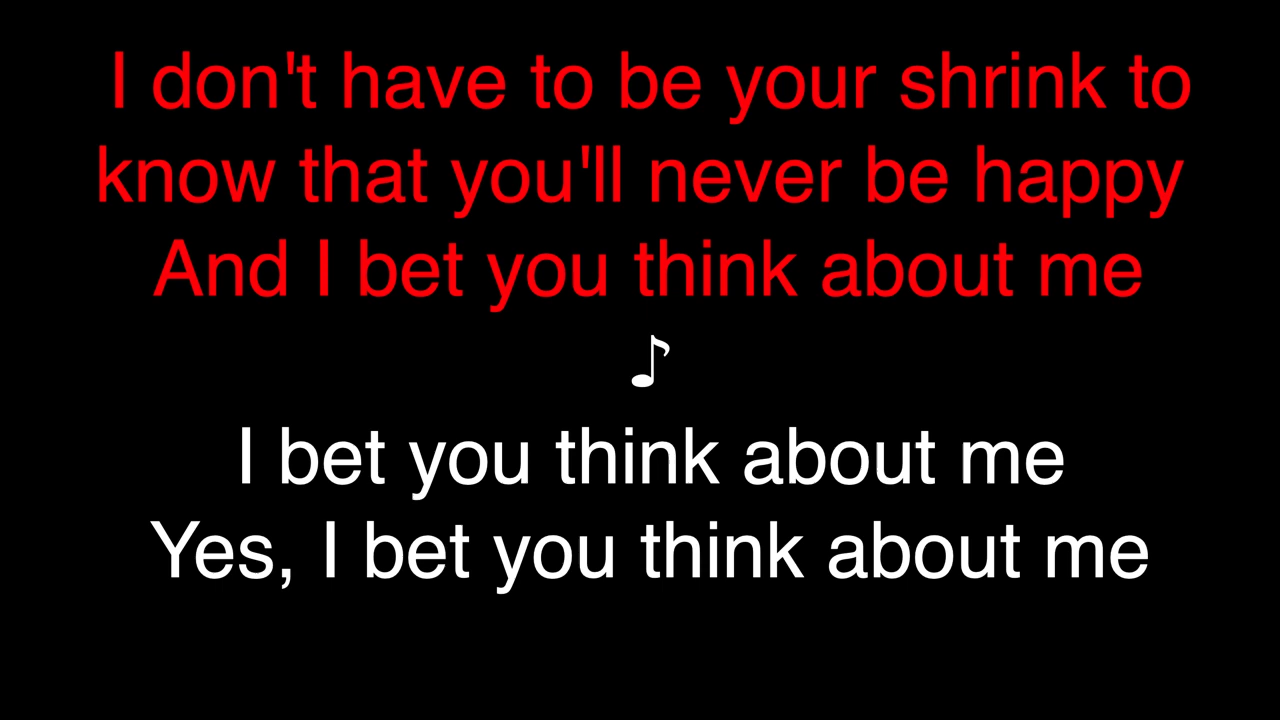 I don't have to be your shrink to
know that you'll never be happy
And I bet you think about me
♪
I bet you think about me
Yes, I bet you think about me